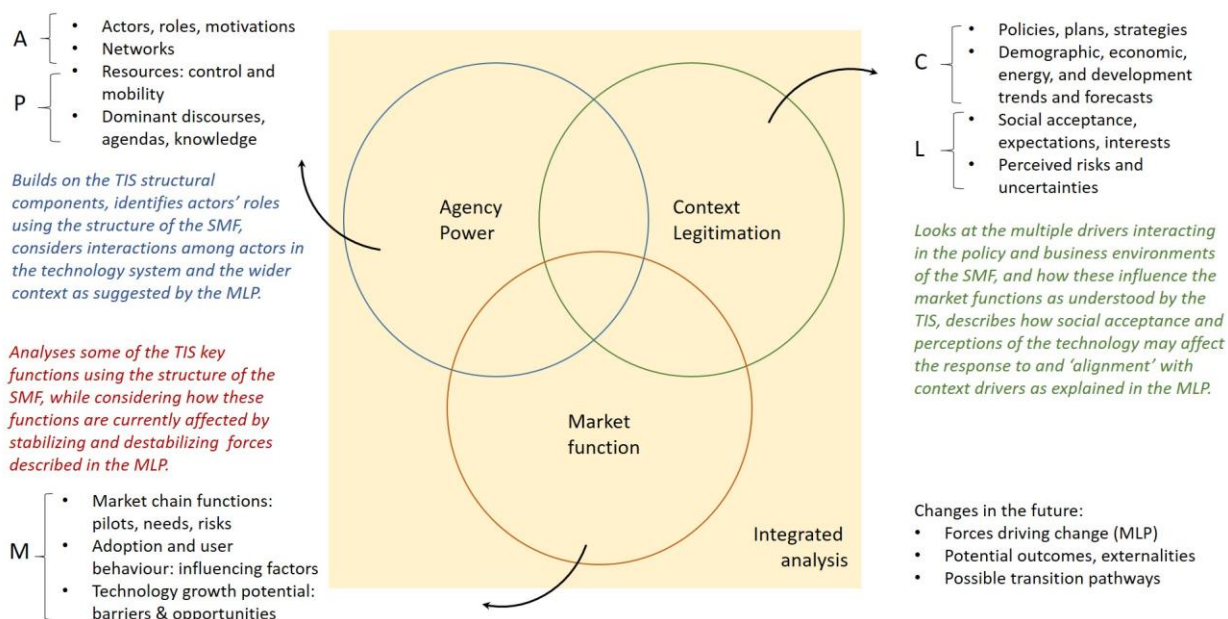 A
• Actors, roles, motivations
• Networks
P
• Resources: control and
mobility
• Dominant discourses,
agendas, knowledge
Builds on the TIS structural
components, identifies actors’ roles
using the structure of the SMF,
considers interactions among actors in
the technology system and the wider
context as suggested by the MLP.
Analyses some of the TIS key
functions using the structure of the
SMF, while considering how these
functions are currently affected by
stabilizing and destabilizing forces
described in the MLP.
M
• Market chain functions:
pilots, needs, risks
• Adoption and user
behaviour: influencing factors
• Technology growth potential:
barriers & opportunities
Agency
Power
Context
Legitimation
Market
function
Integrated
analysis
C
• Policies, plans, strategies
• Demographic, economic,
energy, and development
trends and forecasts
L
• Social acceptance,
expectations, interests
• Perceived risks and
uncertainties
Looks at the multiple drivers interacting
in the policy and business environments
of the SMF, and how these influence the
market functions as understood by the
TIS, describes how social acceptance and
perceptions of the technology may affect
the response to and ‘alignment’ with
context drivers as explained in the MLP.
Changes in the future:
• Forces driving change (MLP)
• Potential outcomes, externalities
• Possible transition pathways